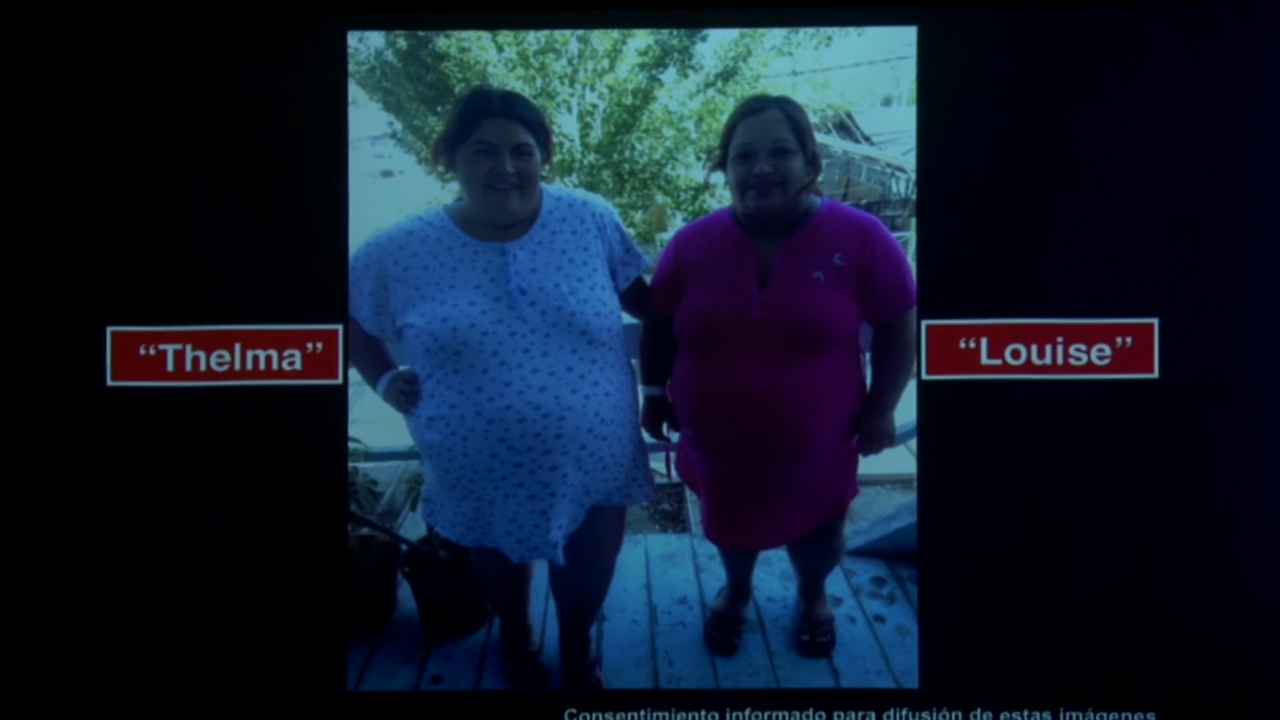 “Thelma”
“Louise”
Consentimiento informado para difusión de estas imágenes